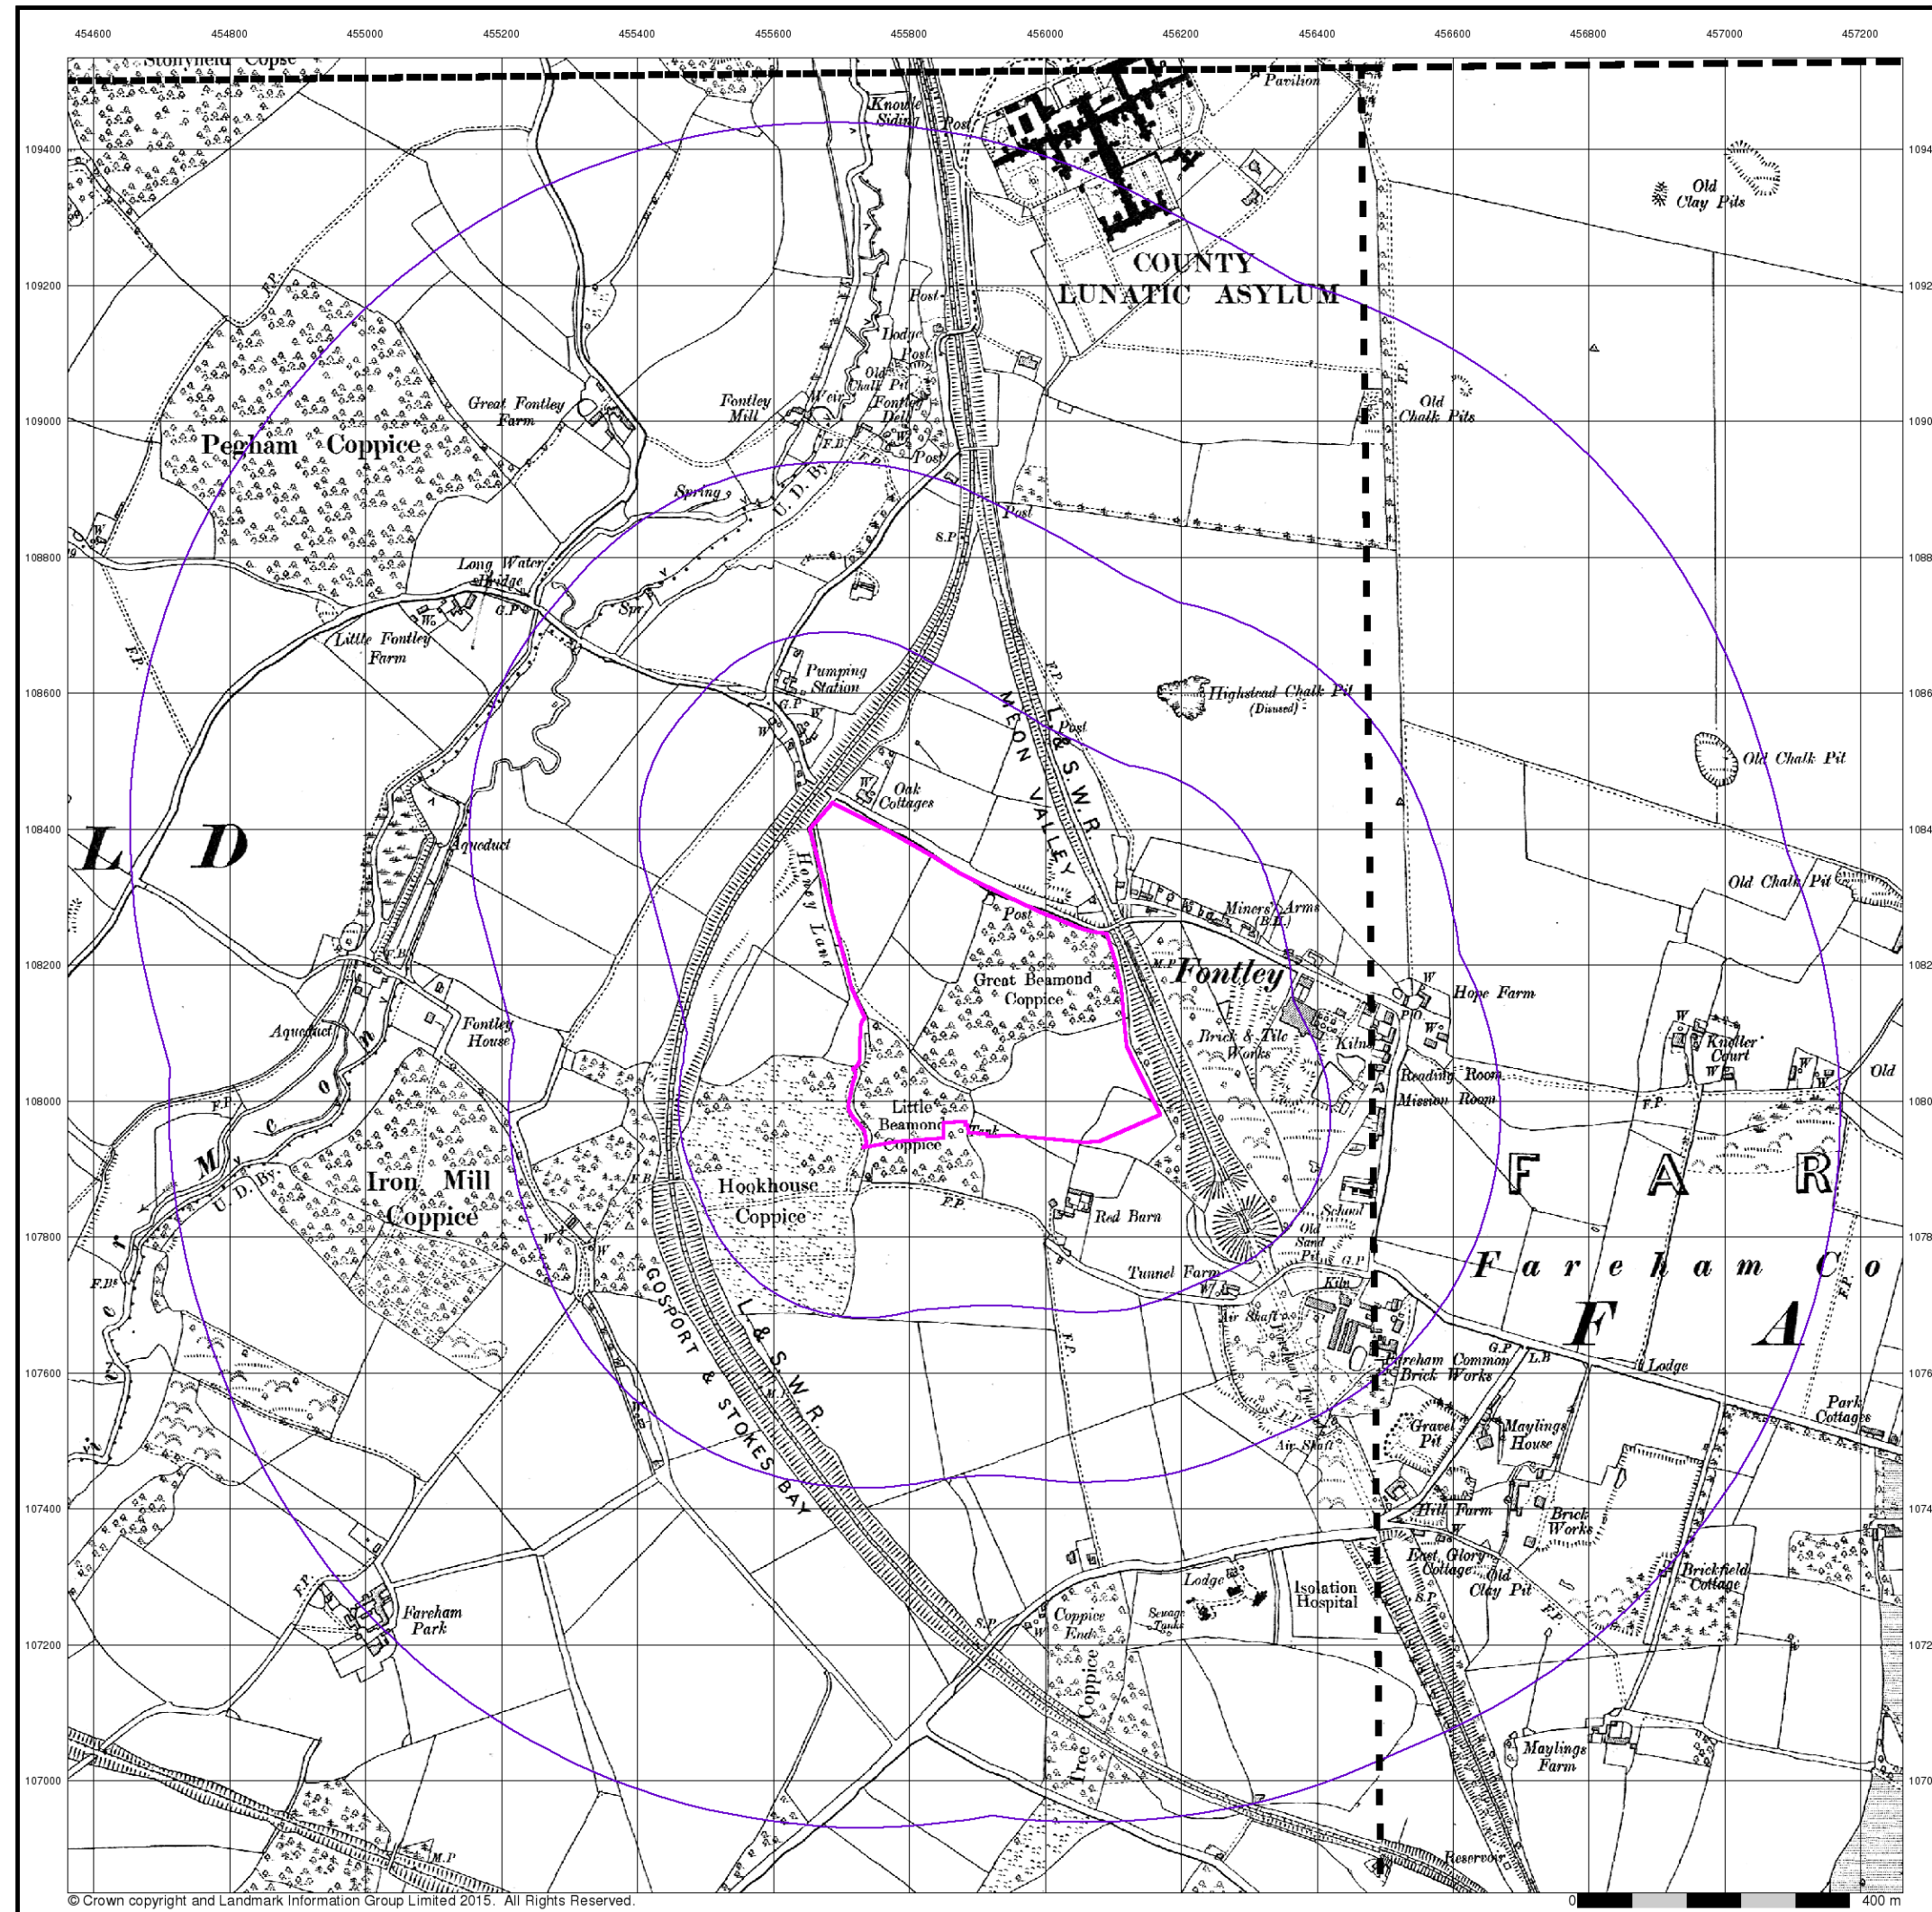 454600 454800 455000 455200 455400 455600 455800 456000 456200 456400 456600 456800 457000 457200
Stonyfield Copse
Pavilion
Knowle
Siding
Post
109400
Old
Clay Pits
COUNTY
LUNATIC ASYLUM
F.P.
109200
Post
Lodge
Post
Old
Chalk Pit
F.P.
Great Fontley
Farm
Fontley
Mill
Weir
Fontley
Dell
Old
Chalk Pits
109000
Pegham Coppice
F.B.
W
F.P.
Post
U. D. By
Spring
Post
W
S.P.
108800
Long Water
Bridge
G.P.
Spr.
W
Little Fontley
Farm
F.P.
Pumping
Station
F.P.
108600
G.P.
W
W
Highstead Chalk Pit
(Disused)
Post
MEON VALLEY
L. & S. W. R.
Old Chalk Pit
W
Oak
Cottages
108400
L D
Aqueduct
Honey Lane
Old Chalk Pit
Miners' Arms
(B.H.)
Post
F.B.
108200
M.P.
Fontley
Great Beamond
Coppice
W
Hope Farm
P.O.
W
Aqueduct
Fontley
House
Brick & Tile
Works
Kiln
W
Knoller
Court
W
W
W
Old
Reading Room
108000
F.P.
Little
Beamond
Coppice
Tank
Mission Room
F.P.
M e o n
U. D. By.
Iron Mill
Coppice
F.B.
Hookhouse
Coppice
F.P.
Red Barn
School
F A R
107800
W
W
Old
Sand
Pit
G.P.
Fareham Co
F.B.s
Tunnel Farm
W
Kiln
F.P.
River
GOSPORT & STOKES BAY
L. & S. W. R.
Air Shaft
F A
G.P.
L.B.
Lodge
107600
F.P.
Fareham Common
Brick Works
M.P.
Fareham Tunnel
F.P.
Park
Cottages
W
Gravel
Pit
Maylings
House
Air Shaft
107400
Hill Farm
Brick
Works
W
East Glory
Cottage
Old
Clay Pit
Brickfield
Cottage
F.P.
Lodge
Isolation
Hospital
S.P.
F.P.
Fareham
Park
Coppice
End
Sewage
Tanks
107200
S.P.
W
Tree Coppice
Maylings
Farm
107000
M.P.
Reservoir
© Crown copyright and Landmark Information Group Limited 2015. All Rights Reserved.
0 400 m